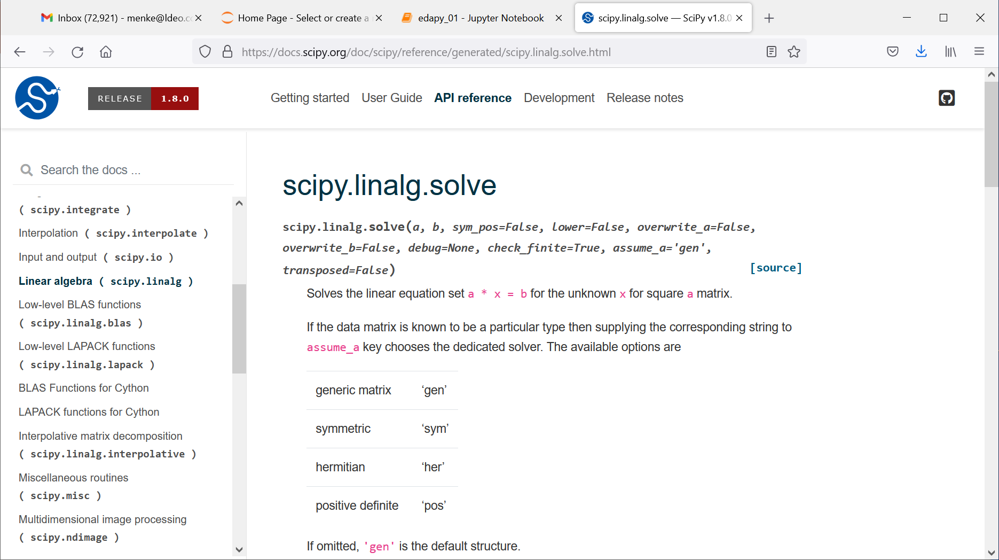 Inbox (72,921) - menke@ldeo.c
Home Page - Select or create a
edapy_01 - Jupyter Notebook
scipy.linalg.solve — SciPy v1.8.0
https://docs.scipy.org/doc/scipy/reference/generated/scipy.linalg.solve.html
RELEASE 1.8.0
Getting started User Guide API reference Development Release notes
Search the docs ...
( scipy.integrate )
Interpolation ( scipy.interpolate )
Input and output ( scipy.io )
Linear algebra ( scipy.linalg )
Low-level BLAS functions
( scipy.linalg.blas )
Low-level LAPACK functions
( scipy.linalg.lapack )
BLAS Functions for Cython
LAPACK functions for Cython
Interpolative matrix decomposition
( scipy.linalg.interpolative )
Miscellaneous routines
( scipy.misc )
Multidimensional image processing
( scipy.ndimage )
scipy.linalg.solve
scipy.linalg.solve(a, b, sym_pos=False, lower=False, overwrite_a=False,
overwrite_b=False, debug=None, check_finite=True, assume_a='gen',
transposed=False)
[source]
Solves the linear equation set a * x = b for the unknown x for square a matrix.
If the data matrix is known to be a particular type then supplying the corresponding string to
assume_a key chooses the dedicated solver. The available options are
generic matrix ‘gen’
symmetric ‘sym’
hermitian ‘her’
positive definite ‘pos’
If omitted, 'gen' is the default structure.